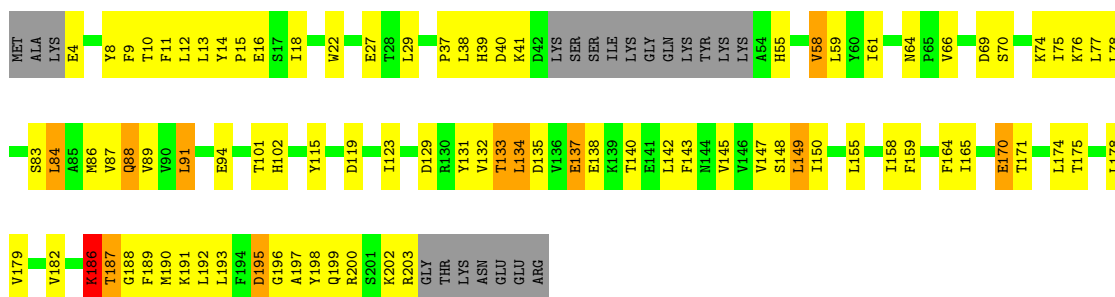 MET ALA LYS E4 Y8 F9 T10 F11 L12 L13 Y14 P15 E16 S17 I18 W22 E27 T28 L29 P37 L38 H39 D40 K41 D42 LYS SER SER ILE LYS GLY GLN LYS TYR LYS LYS A54 H55 V58 L59 Y60 I61 N64 P65 V66 D69 S70 K74 I75 K76 L77 L78
S83 L84 A85 M86 V87 Q88 V89 V90 L91 E94 T101 H102 Y115 D119 I123 D129 R130 Y131 V132 T133 L134 D135 V136 E137 E138 K139 T140 E141 L142 F143 N144 V145 V146 V147 S148 L149 I150 L155 I158 F159 F164 I165 E170 T171 L174 T175 L178
V179 V182 K186 T187 G188 F189 M190 K191 L192 L193 F194 D195 G196 A197 Y198 Q199 R200 S201 K202 R203 GLY THR LYS ASN GLU GLU ARG